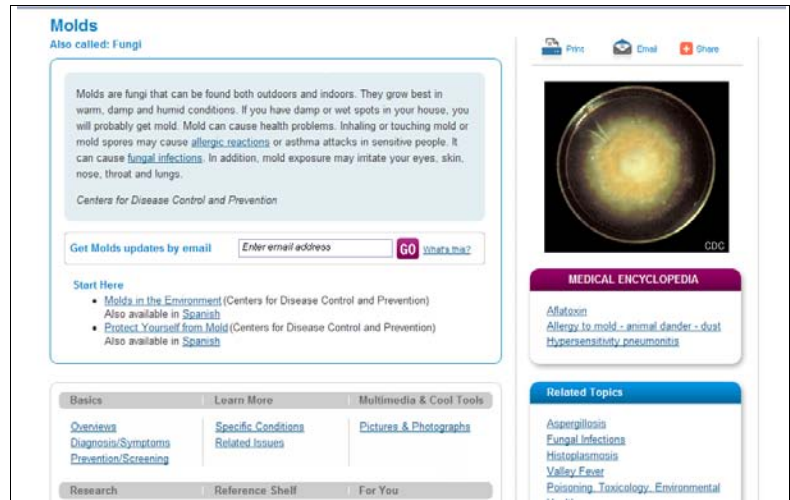 Molds
Also called: Fungi
Print Email Share
Molds are fungi that can be found both outdoors and indoors. They grow best in
warm, damp and humid conditions. If you have damp or wet spots in your house, you
will probably get mold. Mold can cause health problems. Inhaling or touching mold or
mold spores may cause allergic reactions or asthma attacks in sensitive people. It
can cause fungal infections. In addition, mold exposure may irritate your eyes, skin,
nose, throat and lungs.
Centers for Disease Control and Prevention
Get Molds updates by email Enter email address GO What's this?
Start Here
• Molds in the Environment (Centers for Disease Control and Prevention)
Also available in Spanish
• Protect Yourself from Mold (Centers for Disease Control and Prevention)
Also available in Spanish
CDC
MEDICAL ENCYCLOPEDIA
Aflatoxin
Allergy to mold - animal dander - dust
Hypersensitivity pneumonitis
Basics Learn More Multimedia & Cool Tools
Overviews
Diagnosis/Symptoms
Prevention/Screening
Specific Conditions
Related Issues
Pictures & Photographs
Research Reference Shelf For You
Related Topics
Aspergillosis
Fungal Infections
Histoplasmosis
Valley Fever
Poisoning, Toxicology, Environmental